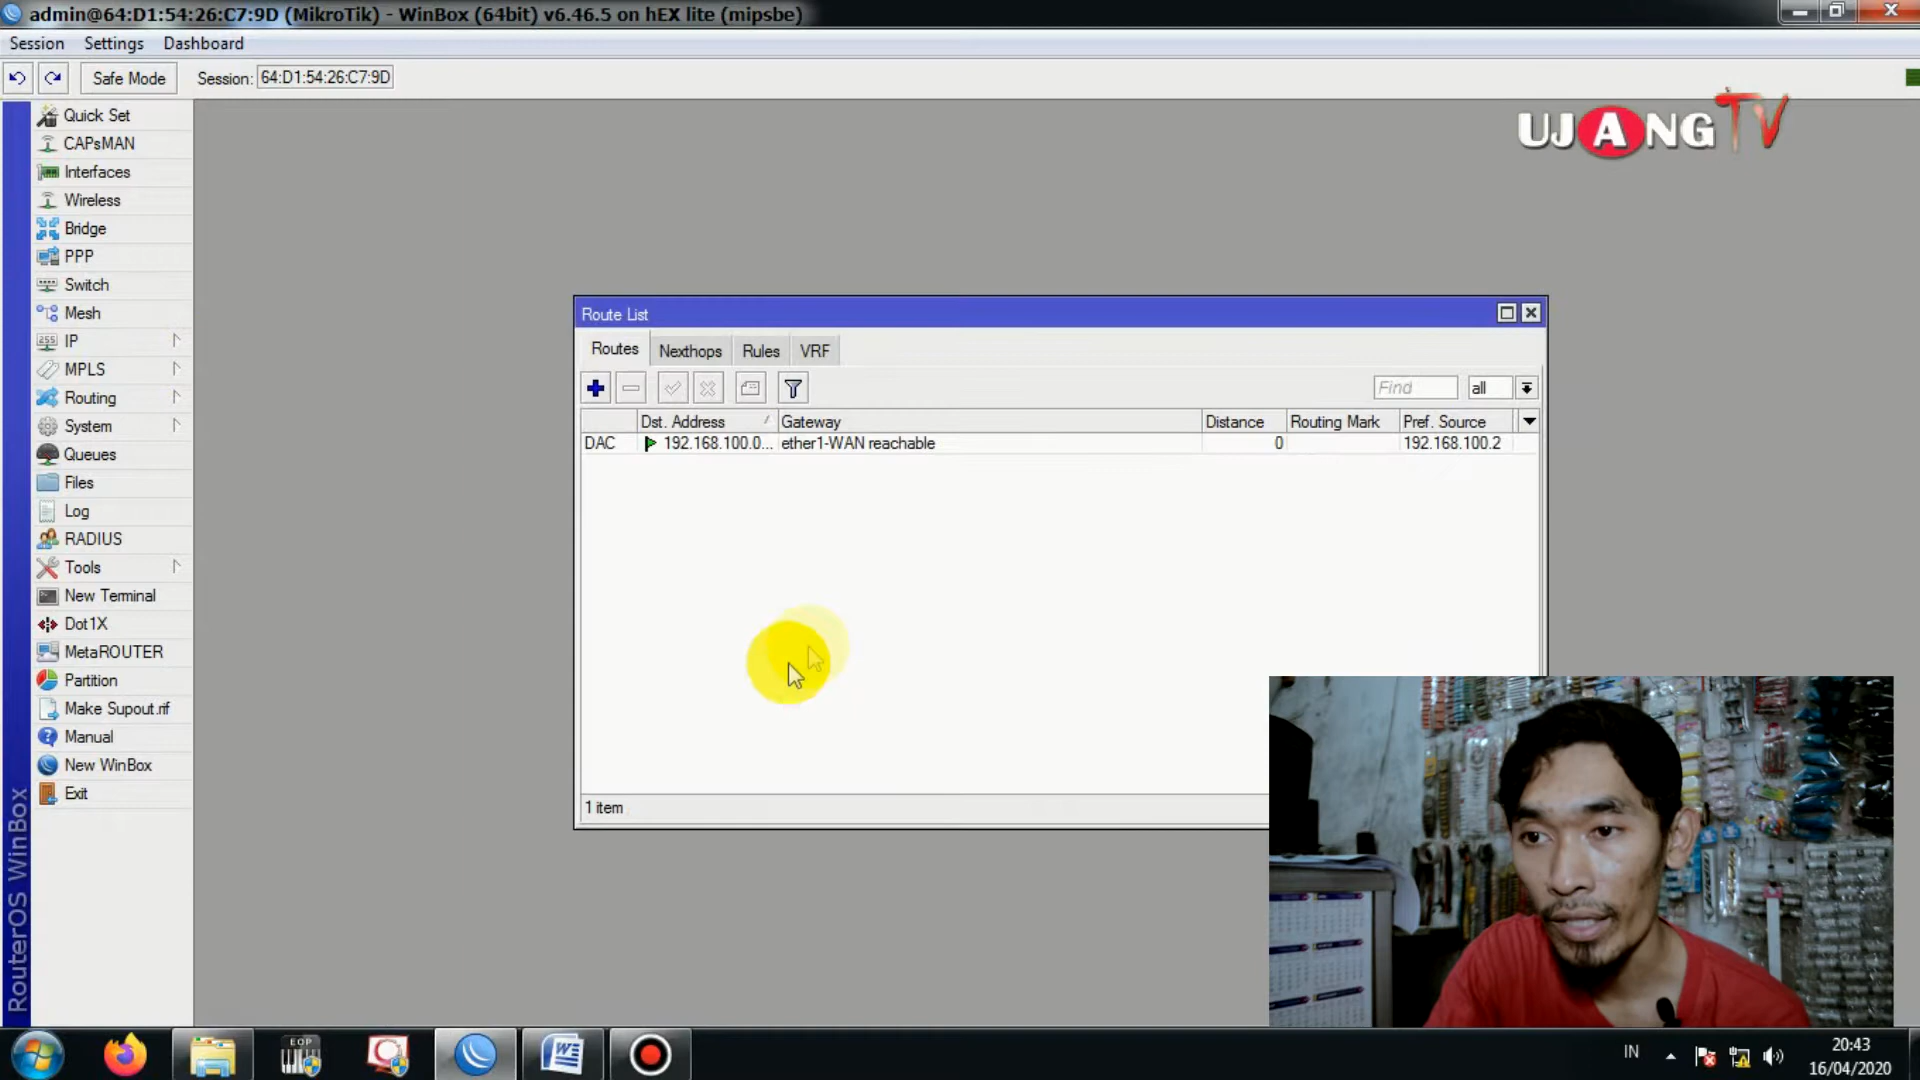 admin@64:D1:54:26:C7:9D (MikroTik) - WinBox (64bit) v6.46.5 on hEX lite (mipsbe)
Session Settings Dashboard
Safe Mode Session: 64:D1:54:26:C7:9D
UJANG TV
Quick Set
CAPsMAN
Interfaces
Wireless
Bridge
PPP
Switch
Mesh
IP
MPLS
Routing
System
Queues
Files
Log
RADIUS
Tools
New Terminal
Dot1X
MetaROUTER
Partition
Make Supout.rif
Manual
New WinBox
Exit
RouterOS WinBox
Route List
Routes Nexthops Rules VRF
Find all
Dst. Address Gateway Distance Routing Mark Pref. Source
DAC 192.168.100.0... ether1-WAN reachable 0 192.168.100.2
1 item
EOP
IN
20:43
16/04/2020